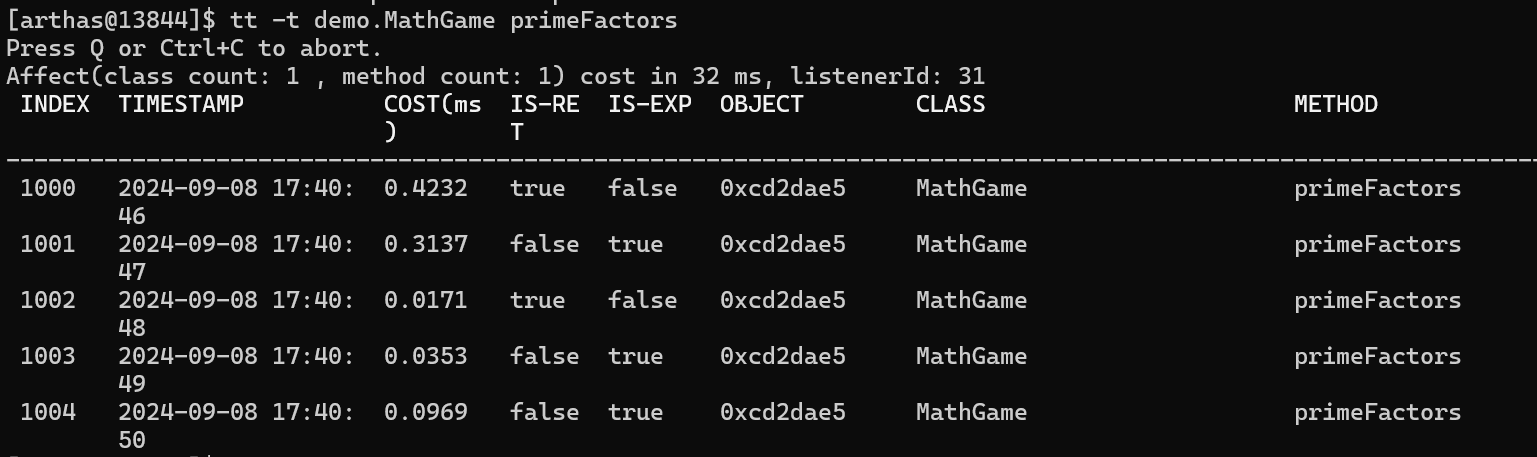 [arthas@13844]$ tt -t demo.MathGame primeFactors
Press Q or Ctrl+C to abort.
Affect(class count: 1 , method count: 1) cost in 32 ms, listenerId: 31
 INDEX  TIMESTAMP          COST(ms  IS-RE  IS-EXP  OBJECT        CLASS                      METHOD
                           )        T
--------------------------------------------------------------------------------------------------------------
 1000   2024-09-08 17:40:  0.4232   true   false   0xcd2dae5     MathGame                   primeFactors
        46
 1001   2024-09-08 17:40:  0.3137   false  true    0xcd2dae5     MathGame                   primeFactors
        47
 1002   2024-09-08 17:40:  0.0171   true   false   0xcd2dae5     MathGame                   primeFactors
        48
 1003   2024-09-08 17:40:  0.0353   false  true    0xcd2dae5     MathGame                   primeFactors
        49
 1004   2024-09-08 17:40:  0.0969   false  true    0xcd2dae5     MathGame                   primeFactors
        50